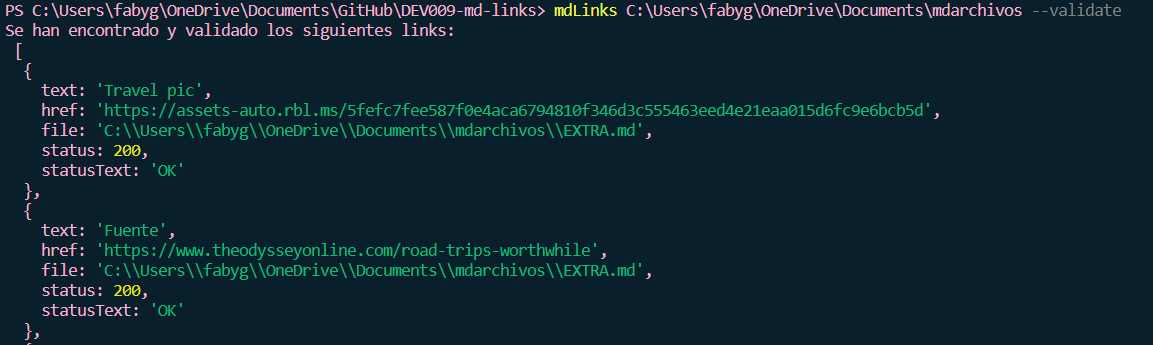 PS C:\Users\fabyg\OneDrive\Documents\GitHub\DEV009-md-links> mdLinks C:\Users\fabyg\OneDrive\Documents\mdarchivos --validate
Se han encontrado y validado los siguientes links:
[
{
text: 'Travel pic',
href: 'https://assets-auto.rbl.ms/5fefc7fee587f0e4aca6794810f346d3c555463eed4e21eaa015d6fc9e6bcb5d',
file: 'C:\\Users\\fabyg\\OneDrive\\Documents\\mdarchivos\\EXTRA.md',
status: 200,
statusText: 'OK'
},
{
text: 'Fuente',
href: 'https://www.theodysseyonline.com/road-trips-worthwhile',
file: 'C:\\Users\\fabyg\\OneDrive\\Documents\\mdarchivos\\EXTRA.md',
status: 200,
statusText: 'OK'
},